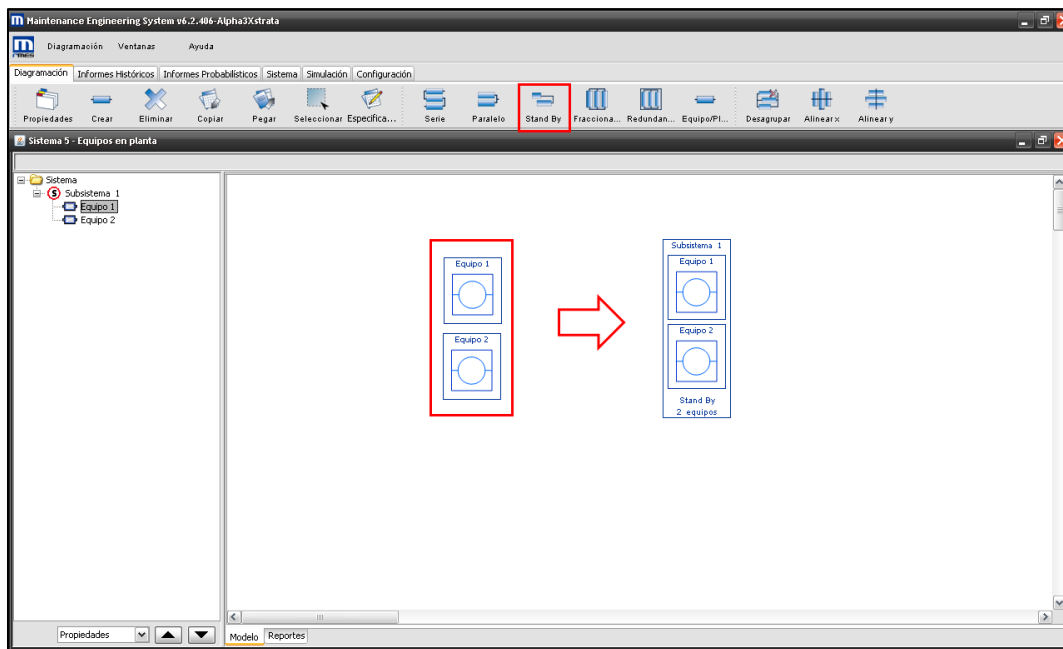 Maintenance Engineering System v6.2.406-Alpha3Xstrata
rmes Diagramación Ventanas Ayuda
Diagramación Informes Históricos Informes Probabilísticos Sistema Simulación Configuración
Propiedades Crear Eliminar Copiar Pegar Seleccionar Especifica... Serie Paralelo Stand By Fracciona... Redundan... Equipo/Pl... Desagrupar Alinear x Alinear y
Sistema 5 - Equipos en planta
Sistema
S Subsistema 1
Equipo 1
Equipo 2
Equipo 1
Equipo 2
Subsistema 1
Equipo 1
Equipo 2
Stand By
2 equipos
Propiedades
Modelo Reportes